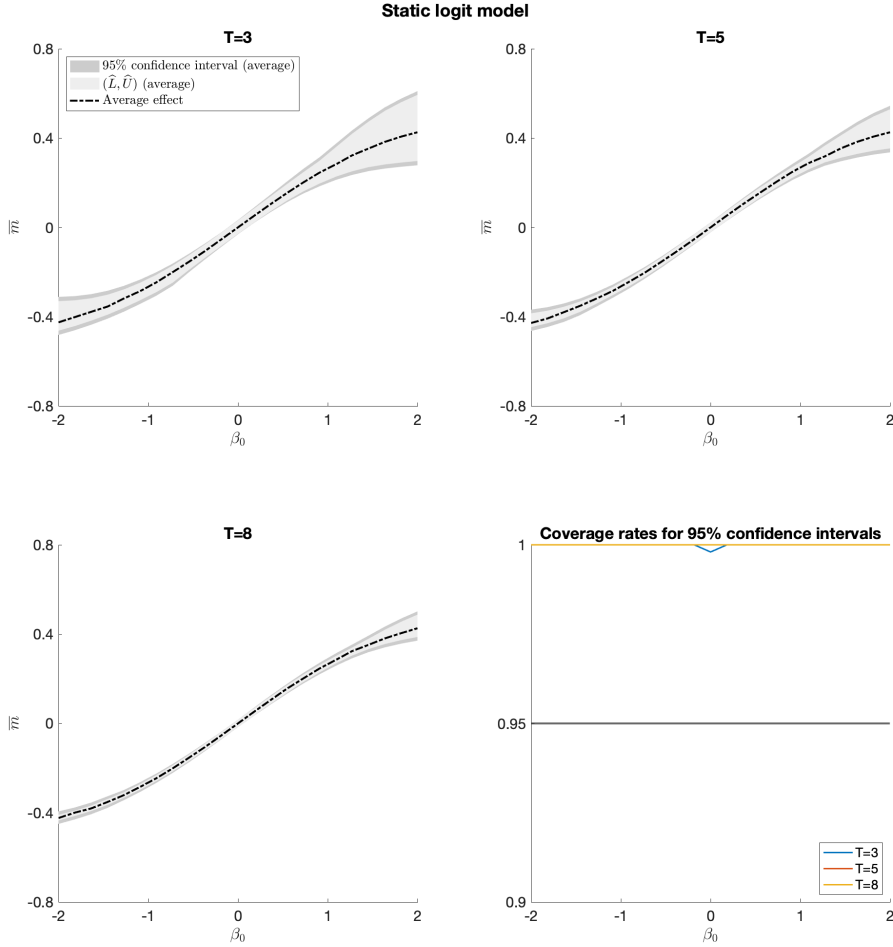 Static logit model
T=3
0.8
0.4
0
-0.4
-0.8
-2
-1
0
1
2
β₀
m̅
95% confidence interval (average)
(L̂, Û) (average)
Average effect
T=5
0.8
0.4
0
-0.4
-0.8
-2
-1
0
1
2
β₀
m̅
T=8
0.8
0.4
0
-0.4
-0.8
-2
-1
0
1
2
β₀
m̅
Coverage rates for 95% confidence intervals
1
0.95
0.9
-2
-1
0
1
2
β₀
T=3
T=5
T=8